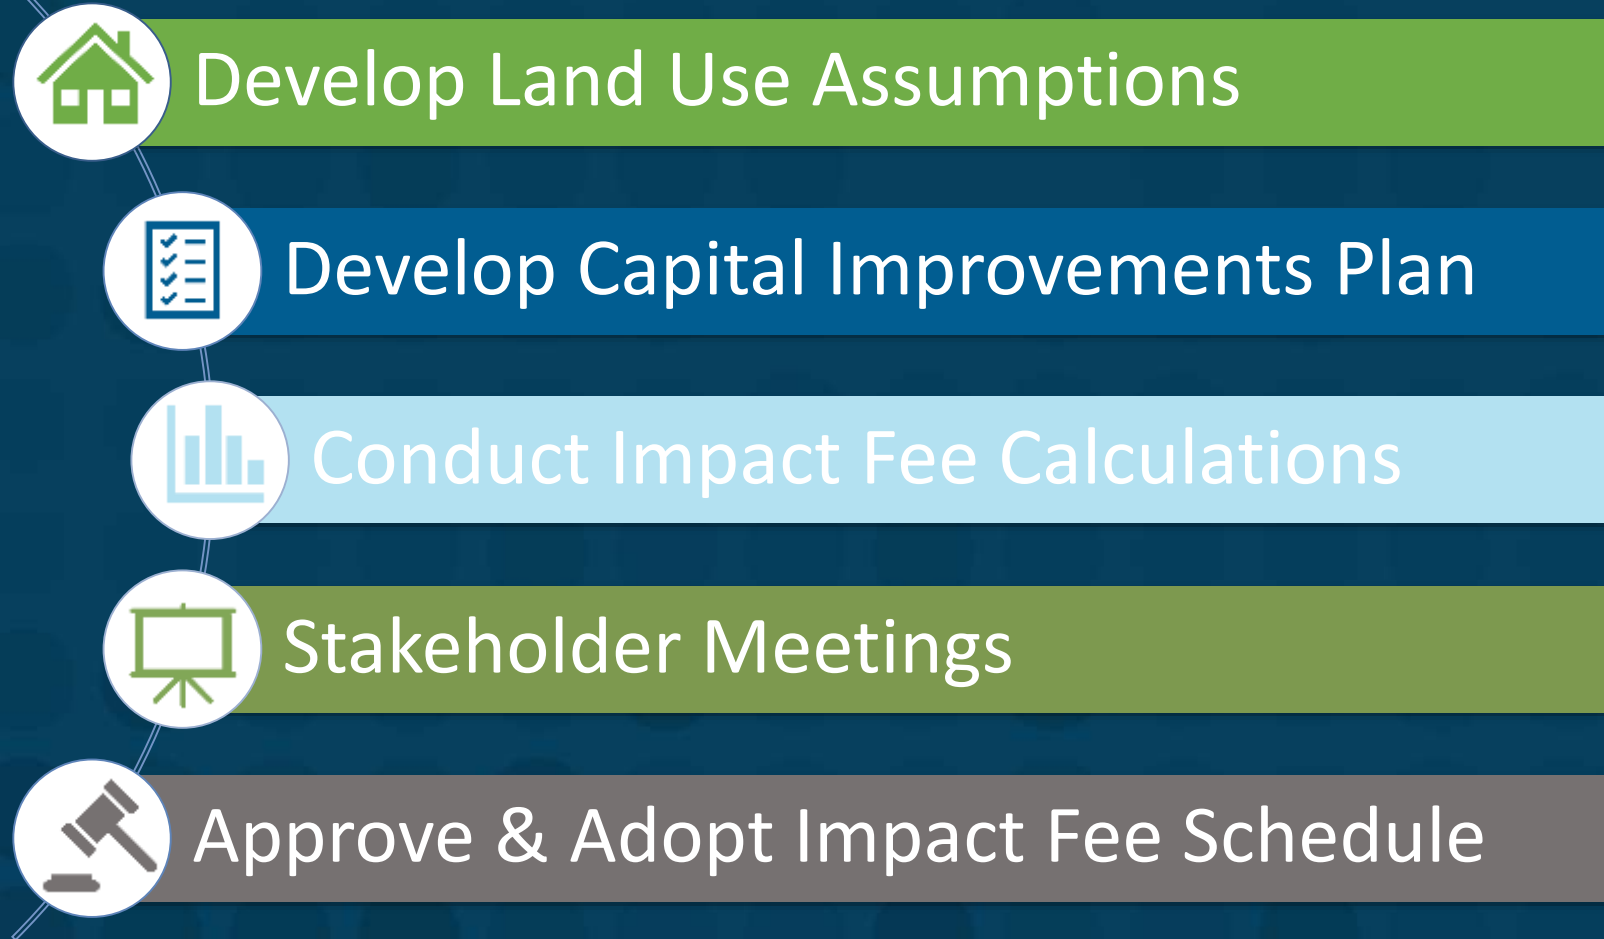 Develop Land Use Assumptions
Develop Capital Improvements Plan
Conduct Impact Fee Calculations
Stakeholder Meetings
Approve & Adopt Impact Fee Schedule